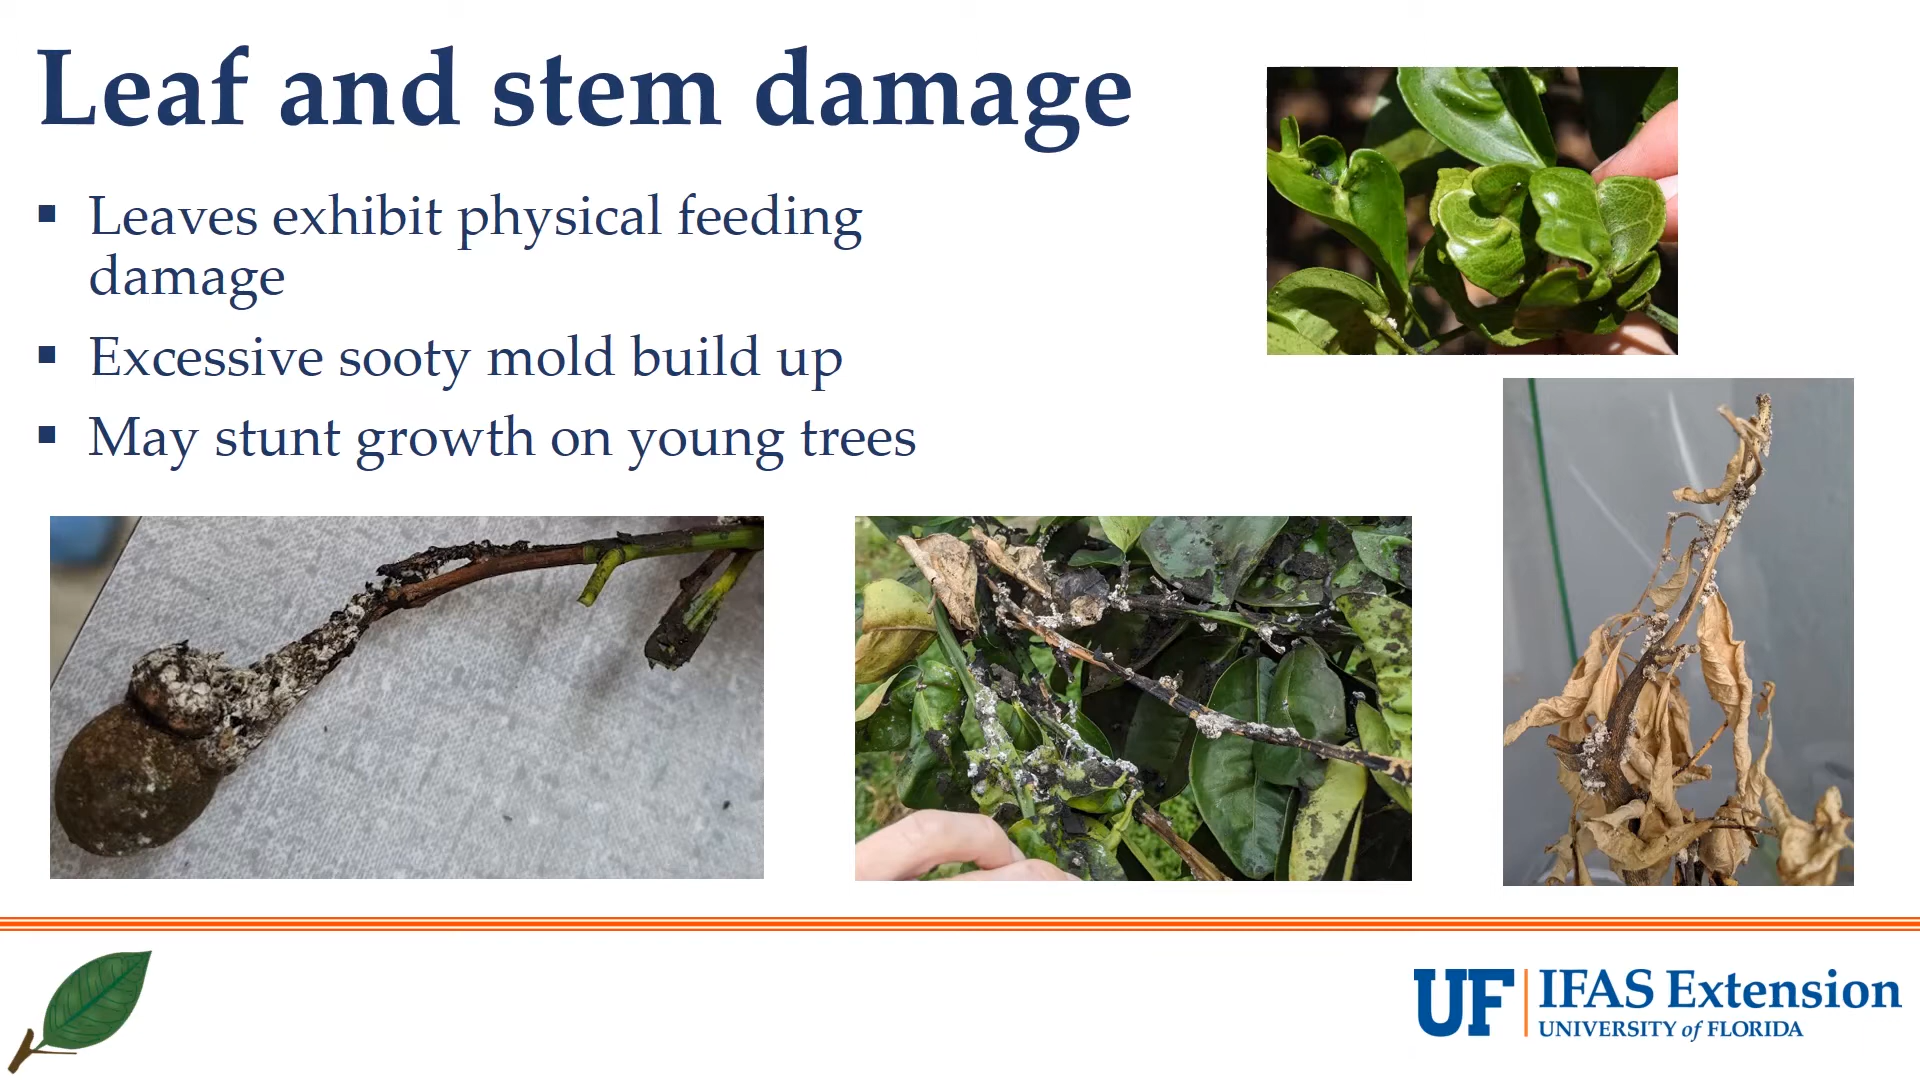 Leaf and stem damage
▪ Leaves exhibit physical feeding
damage
▪ Excessive sooty mold build up
▪ May stunt growth on young trees
UF | IFAS Extension
UNIVERSITY of FLORIDA